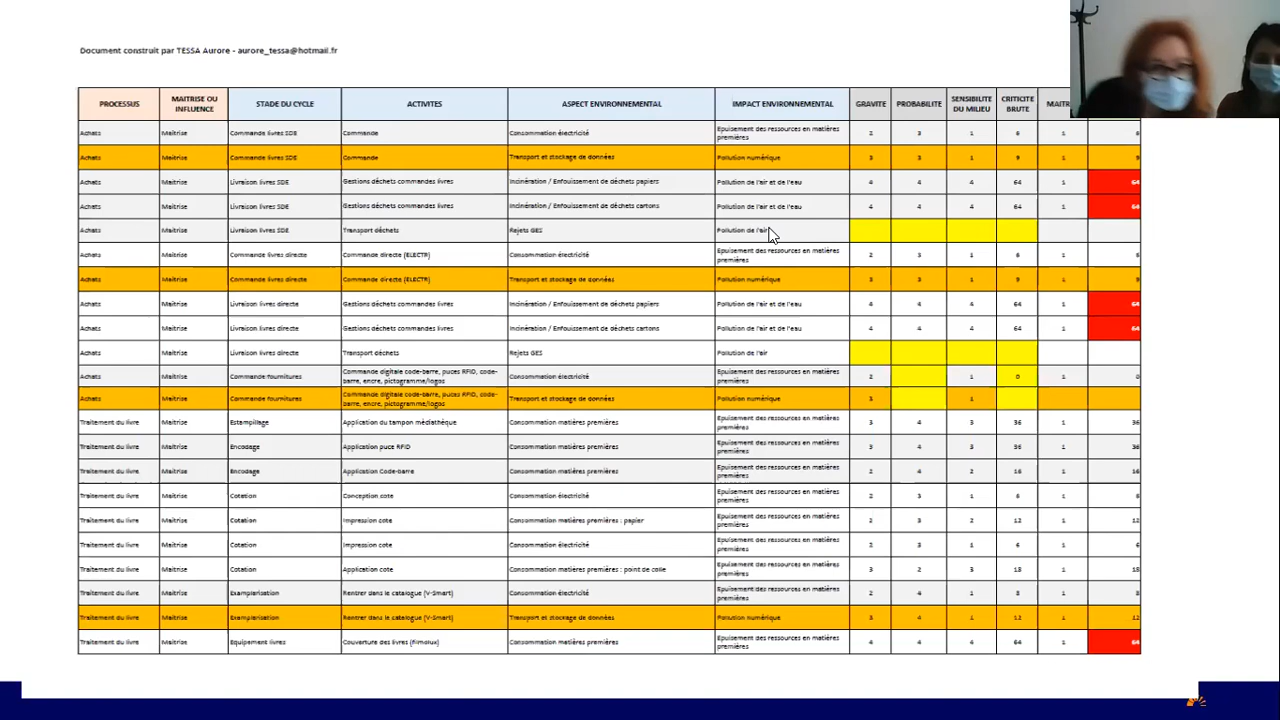 Document construit par TESSA Aurore - aurore_tessa@hotmail.fr
PROCESSUS MAITRISE OU INFLUENCE STADE DU CYCLE ACTIVITES ASPECT ENVIRONNEMENTAL IMPACT ENVIRONNEMENTAL GRAVITE PROBABILITE SENSIBILITE DU MILIEU CRITICITE BRUTE MAITR
Achats Maitrise Commande livres SDE Commande Consommation électricité Epuisement des ressources en matières premières 2 3 1 6 1 6
Achats Maitrise Commande livres SDE Commande Transport et stockage de données Pollution numérique 3 3 1 9 1 9
Achats Maitrise Livraison livres SDE Gestions déchets commandes livres Incinération / Enfouissement de déchets papiers Pollution de l'air et de l'eau 4 4 4 64 1 64
Achats Maitrise Livraison livres SDE Gestions déchets commandes livres Incinération / Enfouissement de déchets cartons Pollution de l'air et de l'eau 4 4 4 64 1 64
Achats Maitrise Livraison livres SDE Transport déchets Rejets GES Pollution de l'air
Achats Maitrise Commande livres directe Commande directe (ELECTR) Consommation électricité Epuisement des ressources en matières premières 2 3 1 6 1 6
Achats Maitrise Commande livres directe Commande directe (ELECTR) Transport et stockage de données Pollution numérique 3 3 1 9 1 9
Achats Maitrise Livraison livres directe Gestions déchets commandes livres Incinération / Enfouissement de déchets papiers Pollution de l'air et de l'eau 4 4 4 64 1 64
Achats Maitrise Livraison livres directe Gestions déchets commandes livres Incinération / Enfouissement de déchets cartons Pollution de l'air et de l'eau 4 4 4 64 1 64
Achats Maitrise Livraison livres directe Transport déchets Rejets GES Pollution de l'air
Achats Maitrise Commande fournitures Commande digitale code-barre, puces RFID, code-barre, encre, pictogramme/logos Consommation électricité Epuisement des ressources en matières premières 2 1 0 1 0
Achats Maitrise Commande fournitures Commande digitale code-barre, puces RFID, code-barre, encre, pictogramme/logos Transport et stockage de données Pollution numérique 3 1
Traitement du livre Maitrise Estampillage Application du tampon médiathèque Consommation matières premières Epuisement des ressources en matières premières 3 4 3 36 1 36
Traitement du livre Maitrise Encodage Application puce RFID Consommation matières premières Epuisement des ressources en matières premières 3 4 3 36 1 36
Traitement du livre Maitrise Encodage Application Code-barre Consommation matières premières Epuisement des ressources en matières premières 2 4 2 16 1 16
Traitement du livre Maitrise Cotation Conception cote Consommation électricité Epuisement des ressources en matières premières 2 3 1 6 1 6
Traitement du livre Maitrise Cotation Impression cote Consommation matières premières : papier Epuisement des ressources en matières premières 2 3 2 12 1 12
Traitement du livre Maitrise Cotation Impression cote Consommation électricité Epuisement des ressources en matières premières 2 3 1 6 1 6
Traitement du livre Maitrise Cotation Application cote Consommation matières premières : point de colle Epuisement des ressources en matières premières 3 2 3 18 1 18
Traitement du livre Maitrise Exemplarisation Rentrer dans le catalogue (V-Smart) Consommation électricité Epuisement des ressources en matières premières 2 4 1 8 1 8
Traitement du livre Maitrise Exemplarisation Rentrer dans le catalogue (V-Smart) Transport et stockage de données Pollution numérique 3 4 1 12 1 12
Traitement du livre Maitrise Equipement livres Couverture des livres (filmolux) Consommation matières premières Epuisement des ressources en matières premières 4 4 4 64 1 64